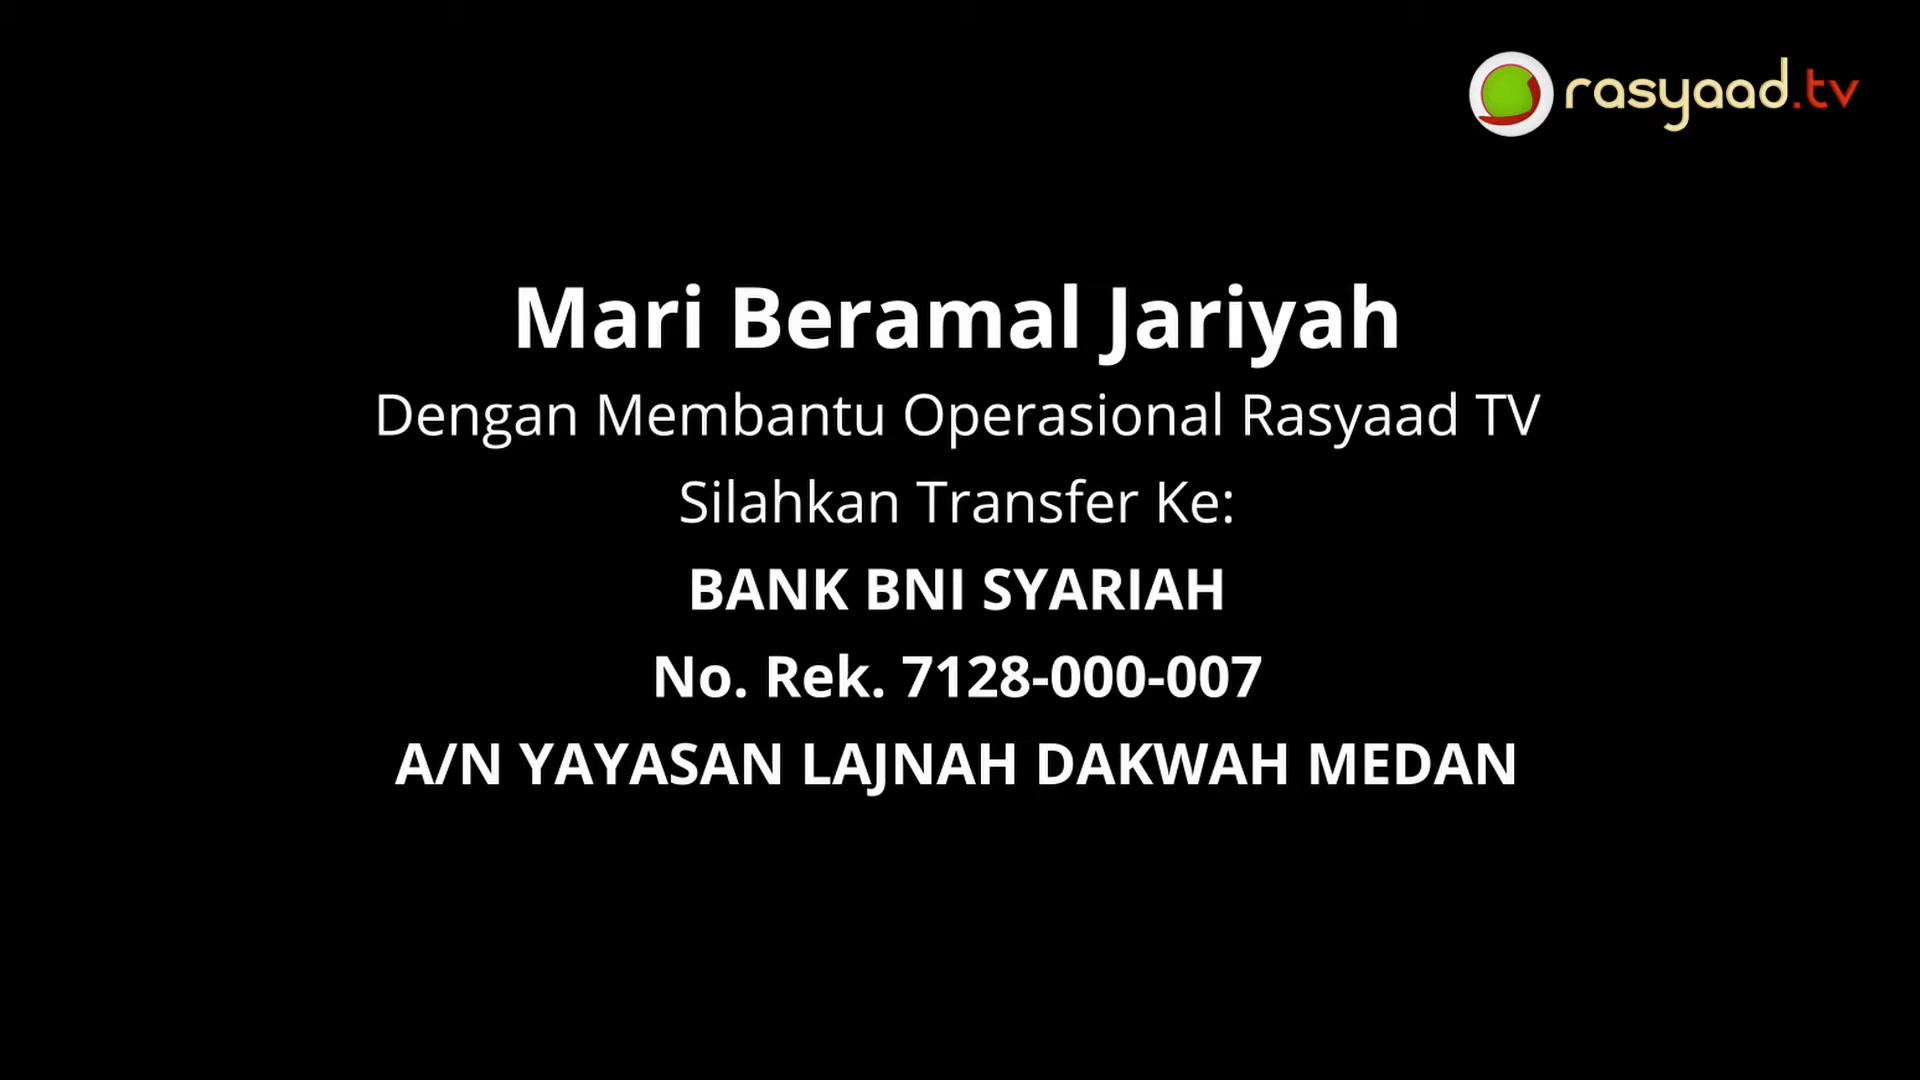 rasyaad.tv
Mari Beramal Jariyah
Dengan Membantu Operasional Rasyaad TV
Silahkan Transfer Ke:
BANK BNI SYARIAH
No. Rek. 7128-000-007
A/N YAYASAN LAJNAH DAKWAH MEDAN